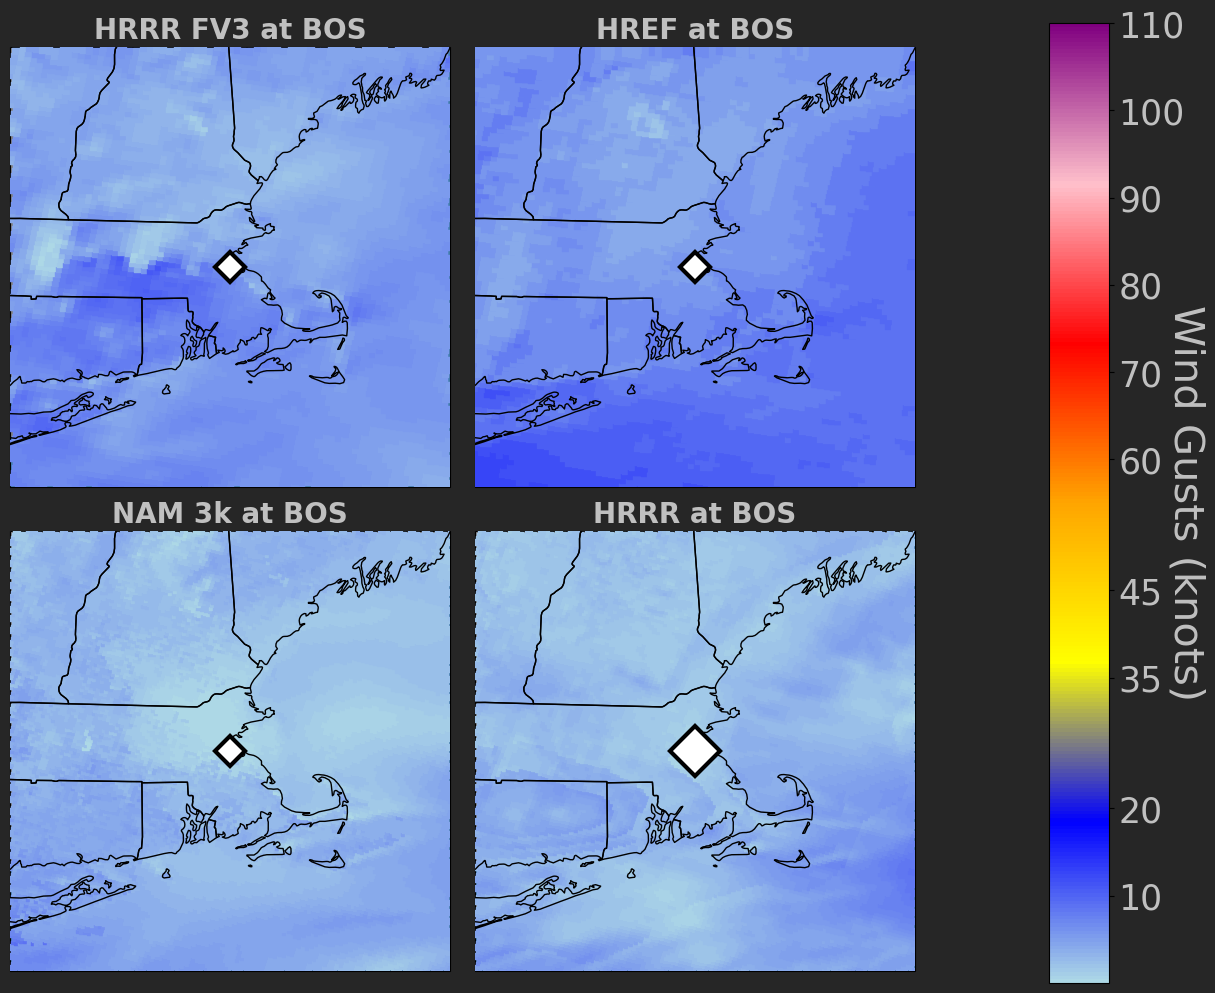 HRRR FV3 at BOS
HREF at BOS
NAM 3k at BOS
HRRR at BOS
110
100
90
80
70
60
45
35
20
10
Wind Gusts (knots)